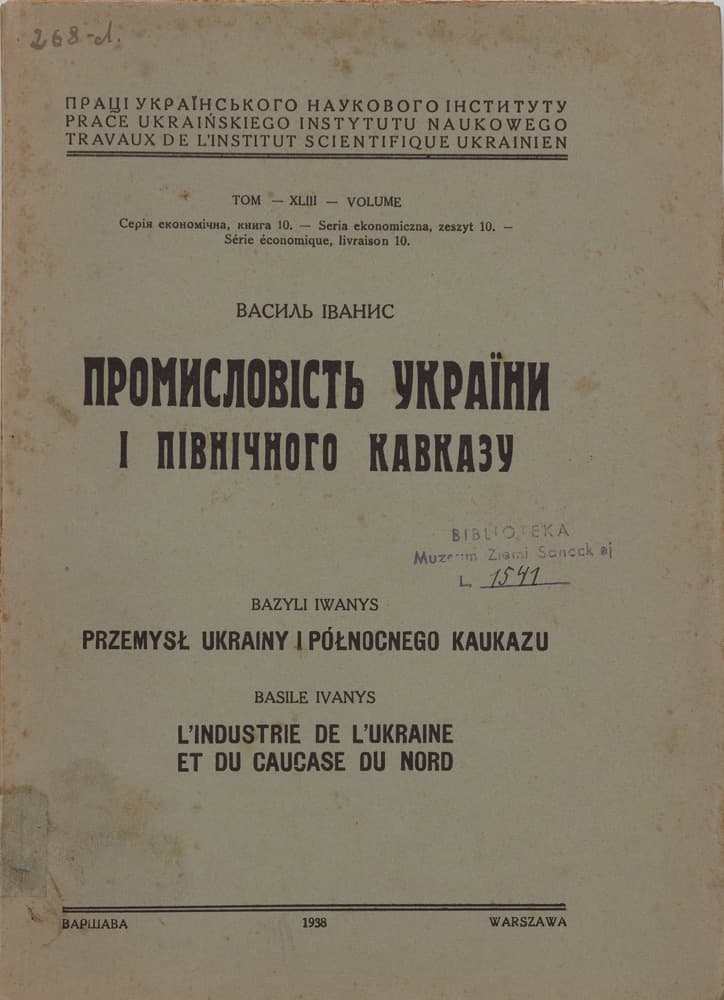 268-d.
ПРАЦІ УКРАЇНСЬКОГО НАУКОВОГО ІНСТИТУТУ
PRACE UKRAIŃSKIEGO INSTYTUTU NAUKOWEGO
TRAVAUX DE L'INSTITUT SCIENTIFIQUE UKRAINIEN
ТОМ — XLIII — VOLUME
Серія економічна, книга 10. — Seria ekonomiczna, zeszyt 10. —
Série économique, livraison 10.
ВАСИЛЬ ІВАНИС
ПРОМИСЛОВІСТЬ УКРАЇНИ
І ПІВНІЧНОГО КАВКАЗУ
BIBLIOTEKA
Muzeum Ziemi Sanockiej
L. 1541
BAZYLI IWANYS
PRZEMYSŁ UKRAINY I PÓŁNOCNEGO KAUKAZU
BASILE IVANYS
L'INDUSTRIE DE L'UKRAINE
ET DU CAUCASE DU NORD
ВАРШАВА 1938 WARSZAWA